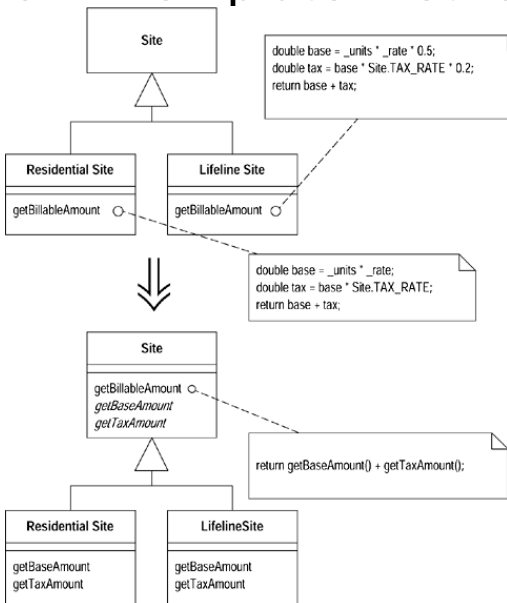 Site
double base = _units * _rate * 0.5;
double tax = base * Site.TAX_RATE * 0.2;
return base + tax;
Residential Site
getBillableAmount
Lifeline Site
getBillableAmount
double base = _units * _rate;
double tax = base * Site.TAX_RATE;
return base + tax;
Site
getBillableAmount
getBaseAmount
getTaxAmount
return getBaseAmount() + getTaxAmount();
Residential Site
getBaseAmount
getTaxAmount
LifelineSite
getBaseAmount
getTaxAmount